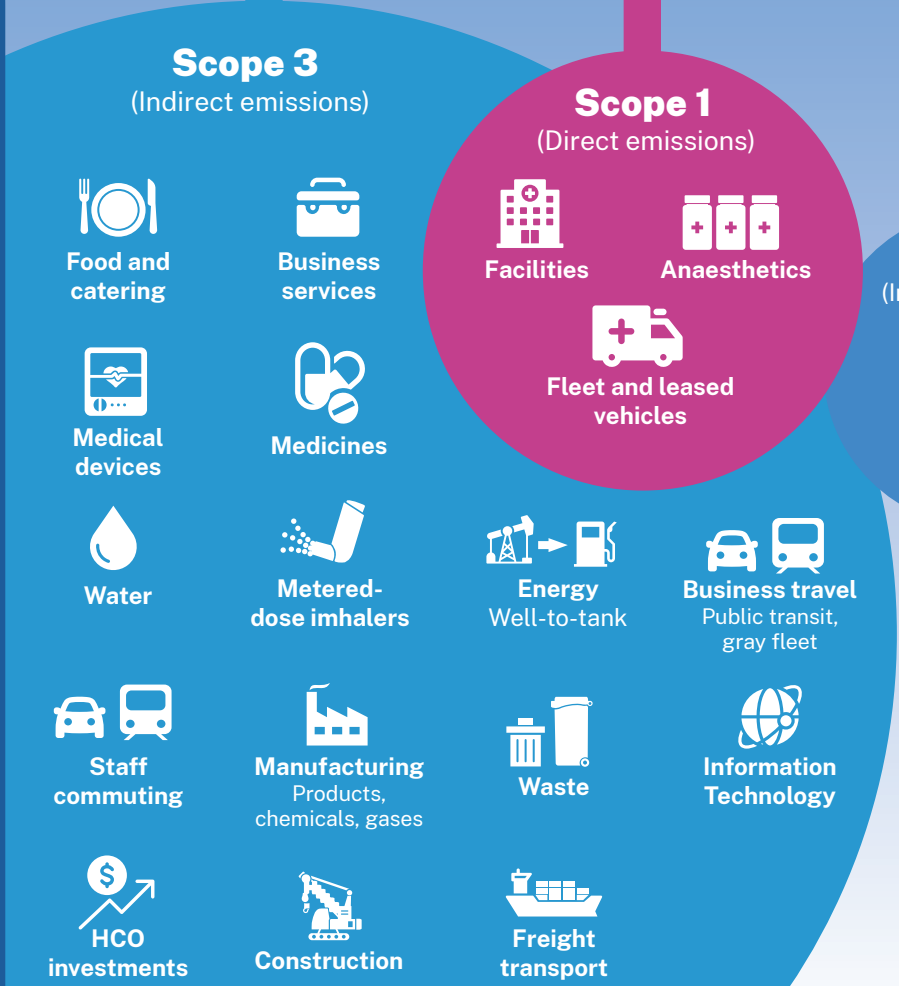 Scope 3
(Indirect emissions)
Scope 1
(Direct emissions)
Facilities
Anaesthetics
Fleet and leased
vehicles
(I
Food and
catering
Business
services
Medical
devices
Medicines
Water
Metered-
dose imhalers
Energy
Well-to-tank
Business travel
Public transit,
gray fleet
Staff
commuting
Manufacturing
Products,
chemicals, gases
Waste
Information
Technology
$
HCO
investments
Construction
Freight
transport